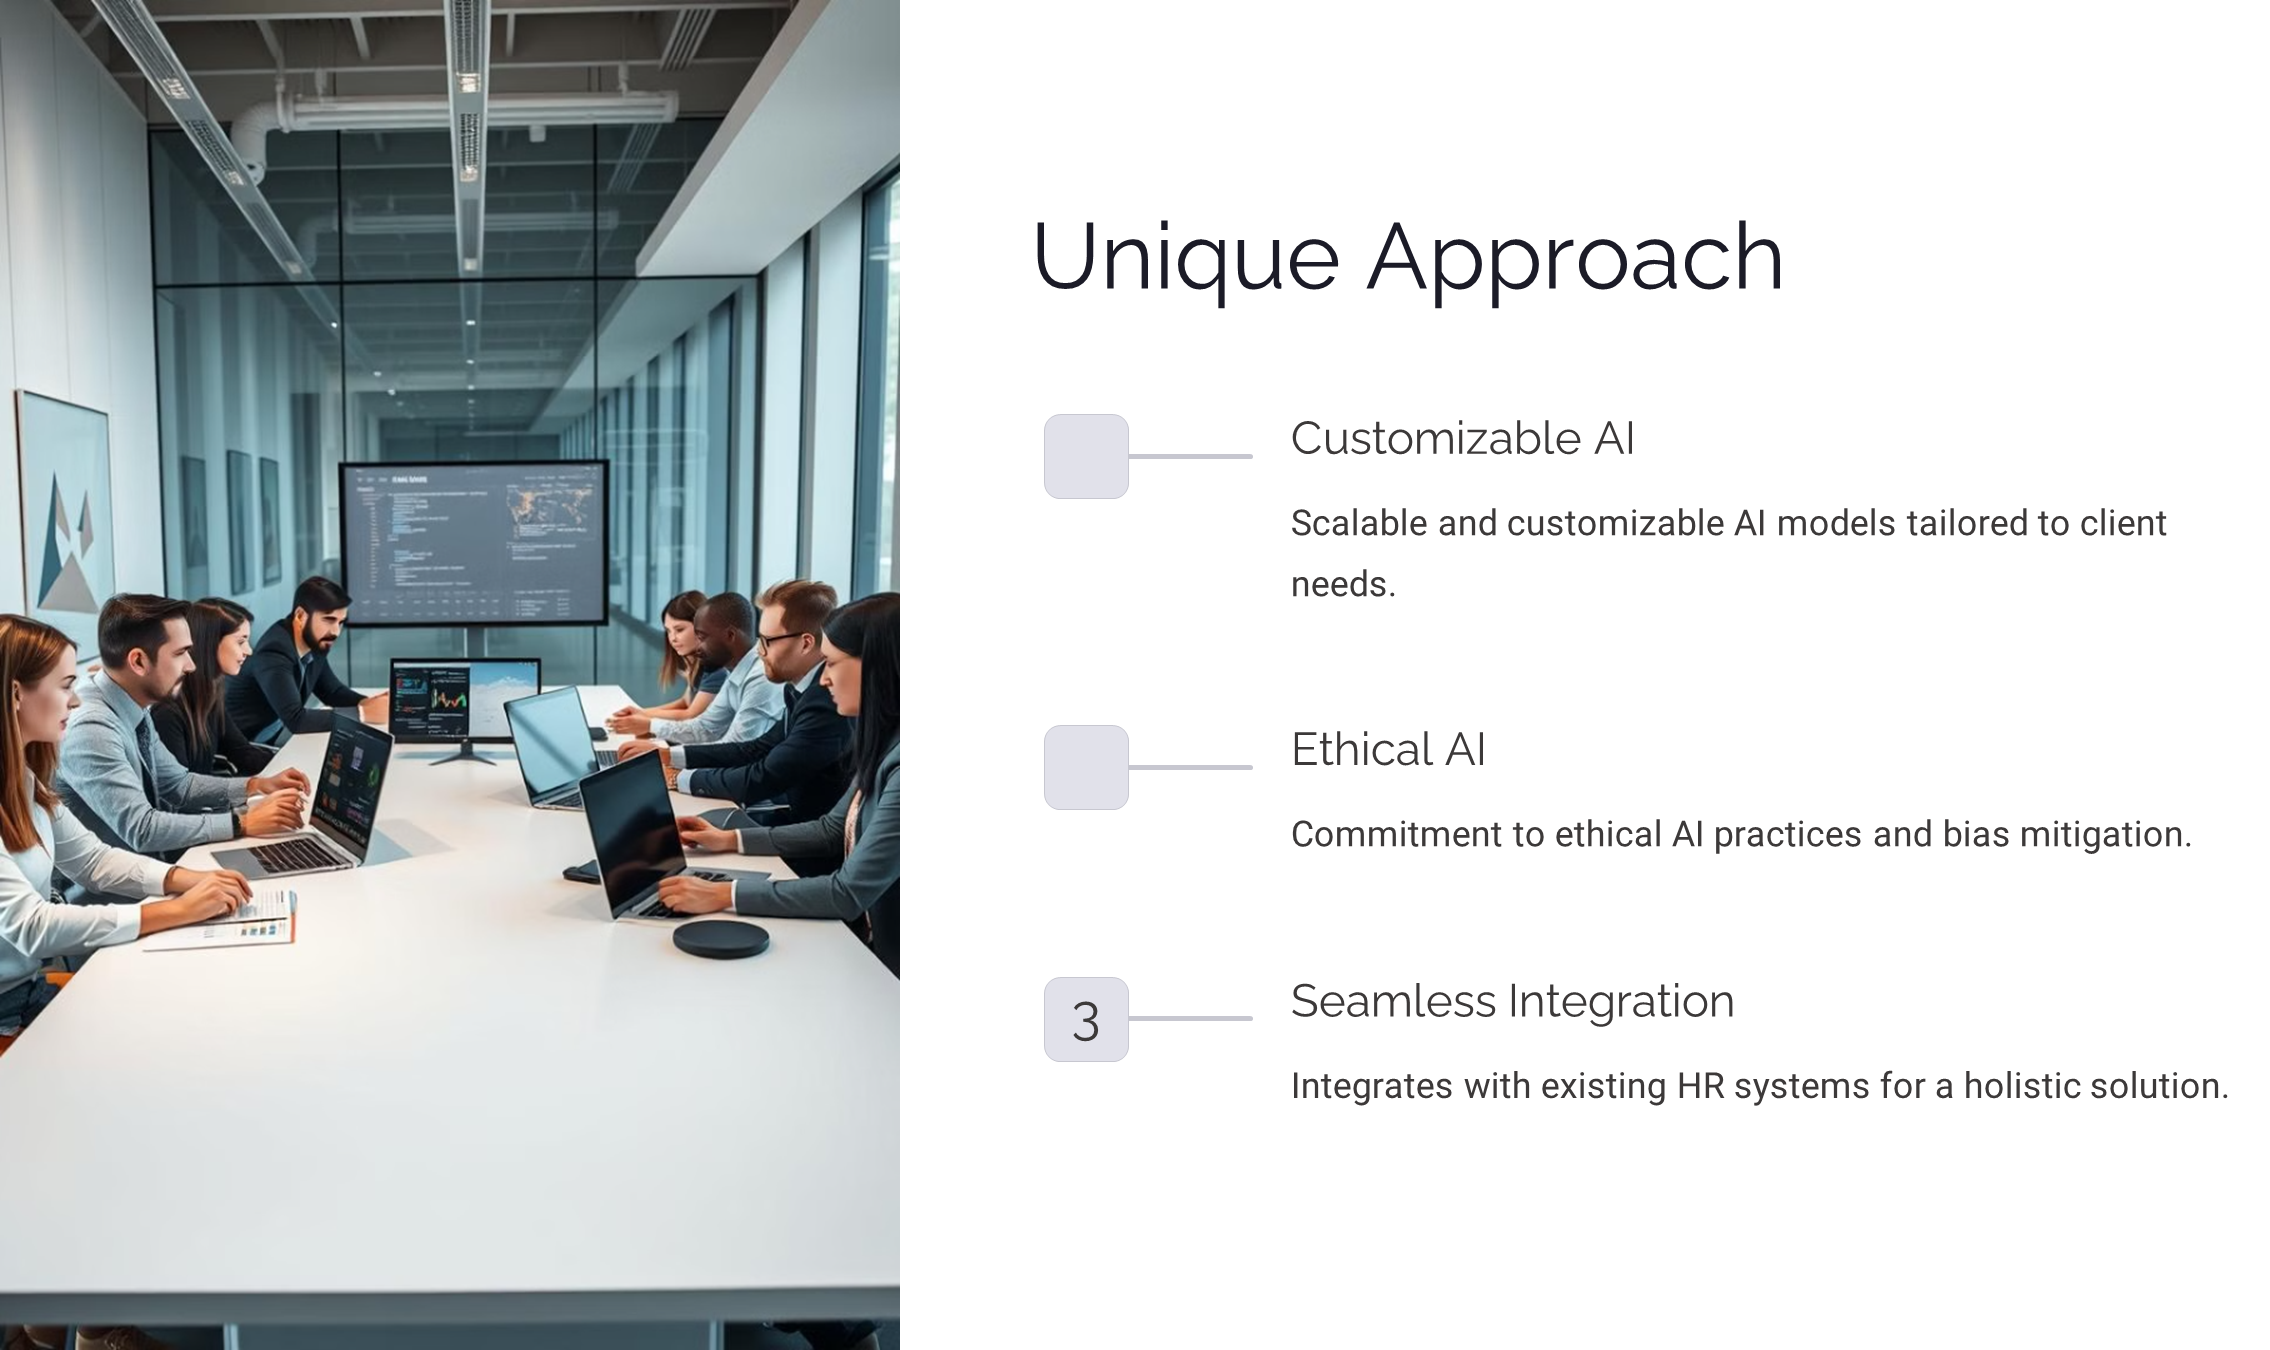 Unique Approach
Customizable AI
Scalable and customizable AI models tailored to client
needs.
Ethical AI
Commitment to ethical AI practices and bias mitigation.
3
Seamless Integration
Integrates with existing HR systems for a holistic solution.